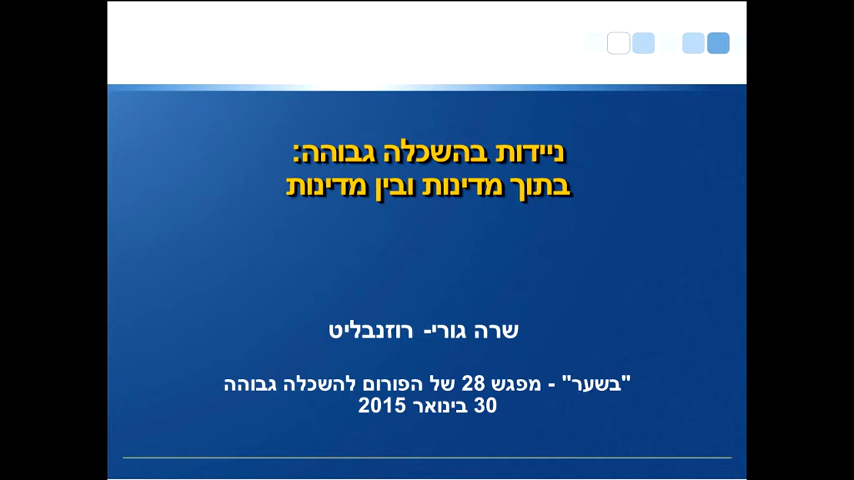 ניידות בהשכלה גבוהה:
בתוך מדינות ובין מדינות
שרה גורי- רוזנבליט
"בשער" - מפגש 28 של הפורום להשכלה גבוהה
30 בינואר 2015